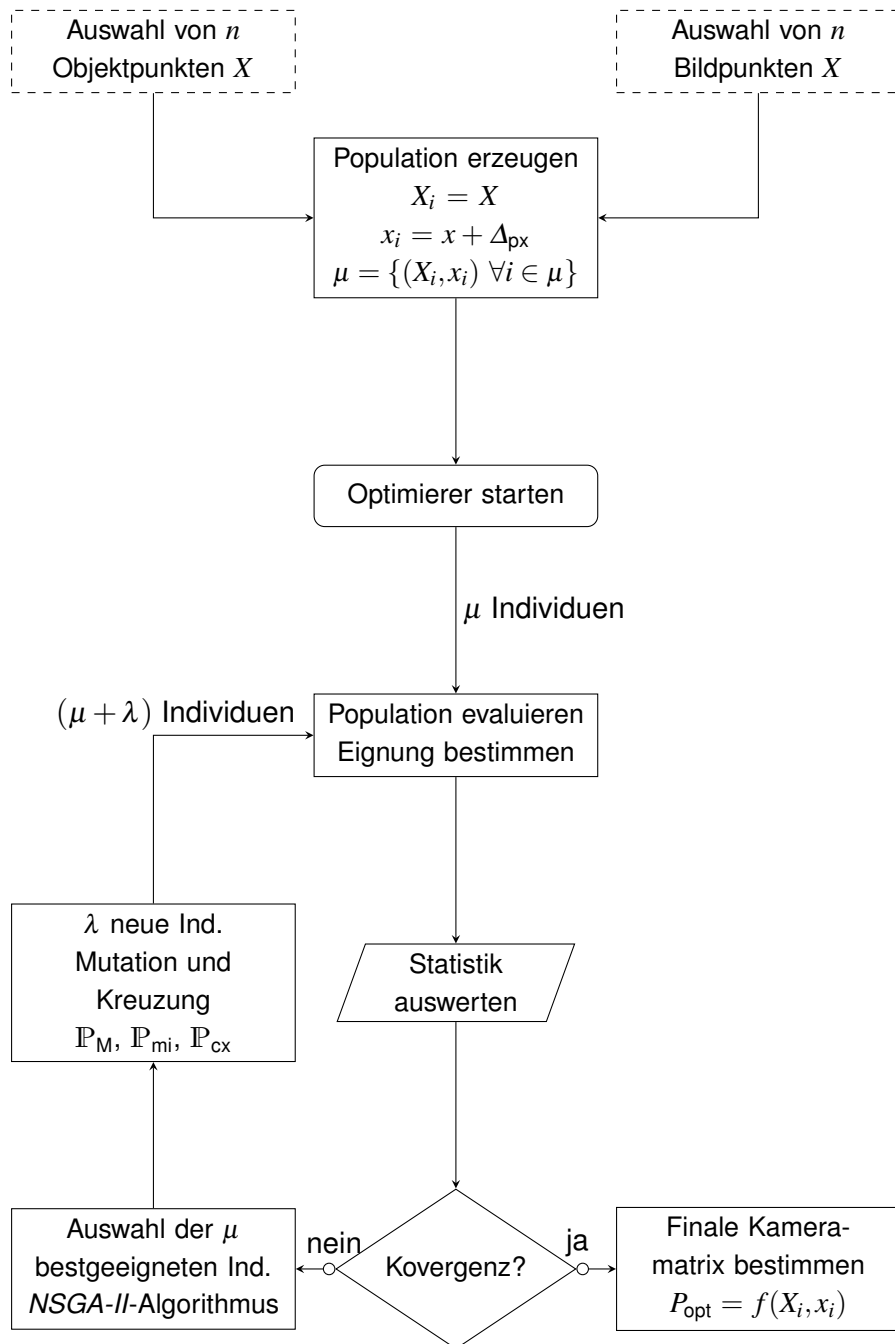 Auswahl von n
Objektpunkten X
Auswahl von n
Bildpunkten X
Population erzeugen
X_i = X
x_i = x + Δ_px
μ = {(X_i, x_i) ∀i ∈ μ}
Optimierer starten
μ Individuen
(μ + λ) Individuen
Population evaluieren
Eignung bestimmen
λ neue Ind.
Mutation und
Kreuzung
ℙ_M, ℙ_mi, ℙ_cx
Statistik
auswerten
Auswahl der μ
bestgeeigneten Ind.
NSGA-II-Algorithmus
nein
Kovergenz?
ja
Finale Kamera-
matrix bestimmen
P_opt = f(X_i, x_i)